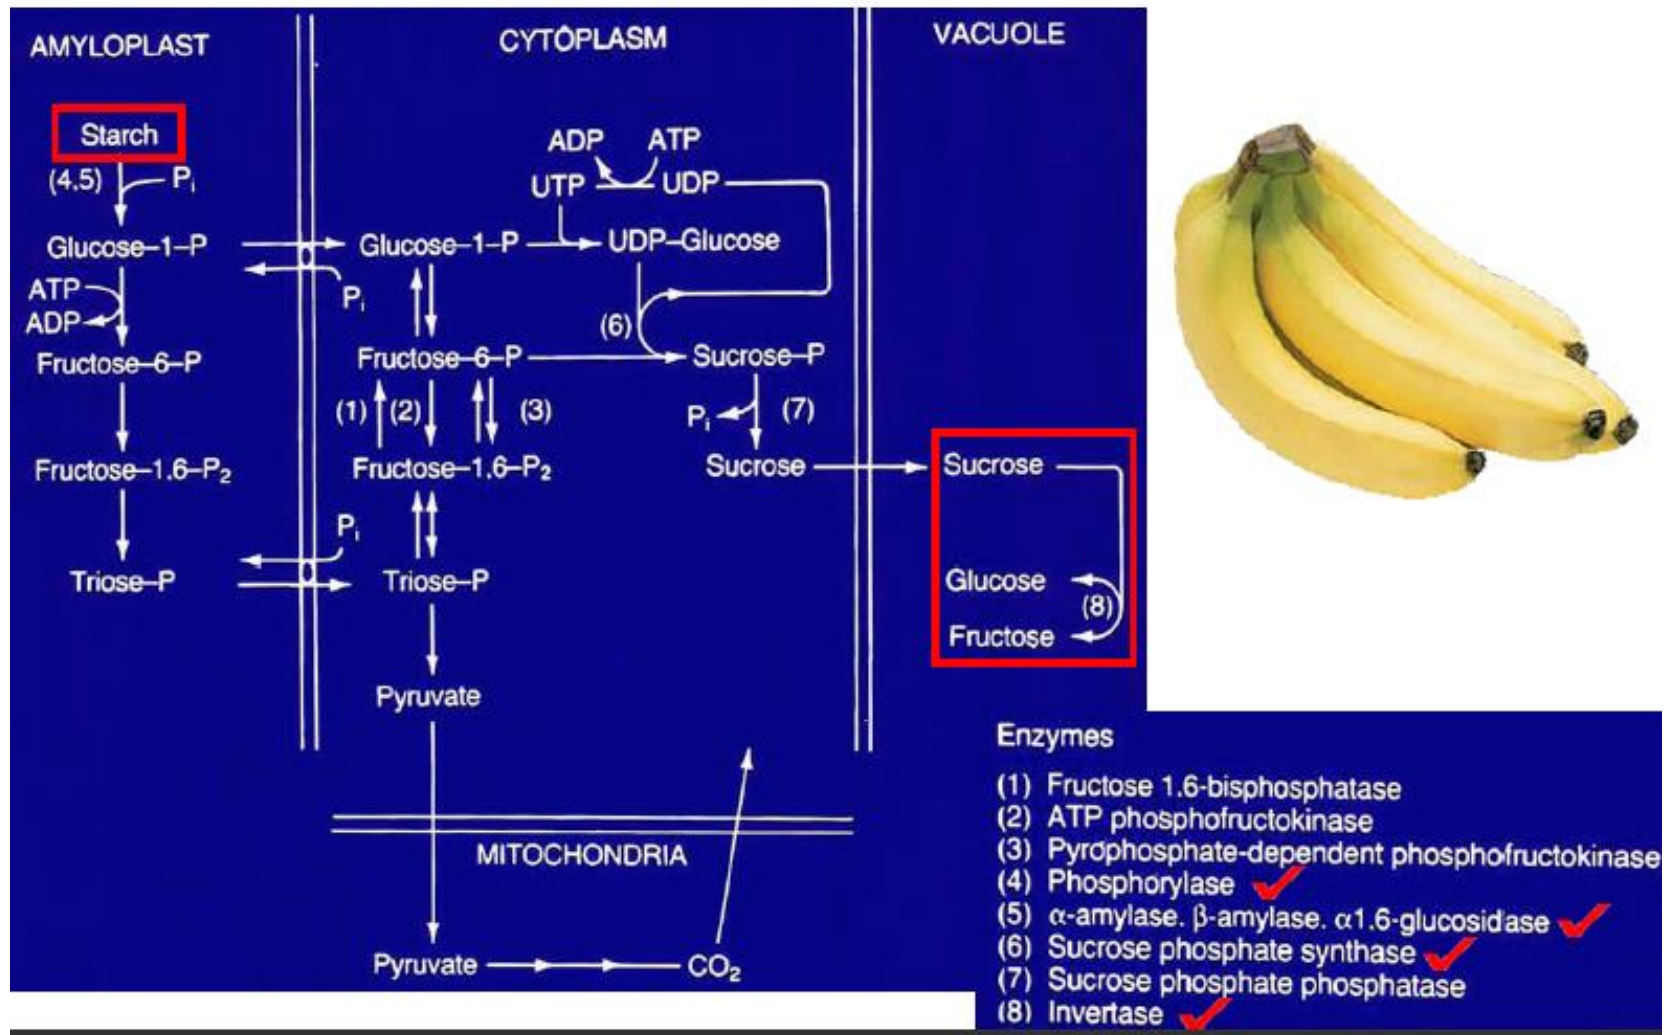 AMYLOPLAST
CYTOPLASM
VACUOLE
Starch
ADP ATP
(4.5) Pi
UTP UDP
Glucose–1–P
Glucose–1–P
UDP–Glucose
ATP
Pi
ADP
(6)
Fructose–6–P
Fructose–6–P
Sucrose–P
(1) (2) (3)
Pi (7)
Fructose–1.6–P2
Fructose–1.6–P2
Sucrose
Sucrose
Pi
Triose–P
Triose–P
Glucose
(8)
Fructose
Pyruvate
MITOCHONDRIA
Pyruvate
CO2
Enzymes
(1) Fructose 1.6-bisphosphatase
(2) ATP phosphofructokinase
(3) Pyrophosphate-dependent phosphofructokinase
(4) Phosphorylase
(5) α-amylase. β-amylase. α1.6-glucosidase
(6) Sucrose phosphate synthase
(7) Sucrose phosphate phosphatase
(8) Invertase